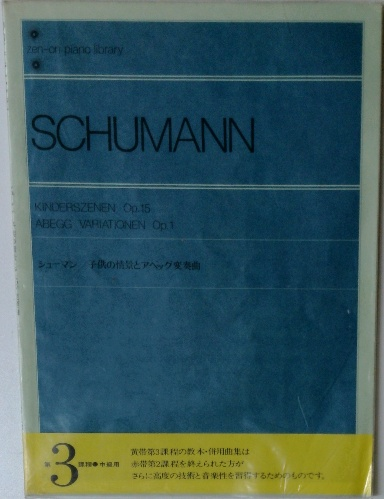 zen-on piano library
SCHUMANN
KINDERSZENEN Op.15
ABEGG VARIATIONEN Op.1
シューマン 子供の情景とアベッグ変奏曲
第3課程●中級用
黄帯第3課程の教本・併用曲集は
赤帯第2課程を終えられた方が
さらに高度の技術と音楽性を習得するためのものです。